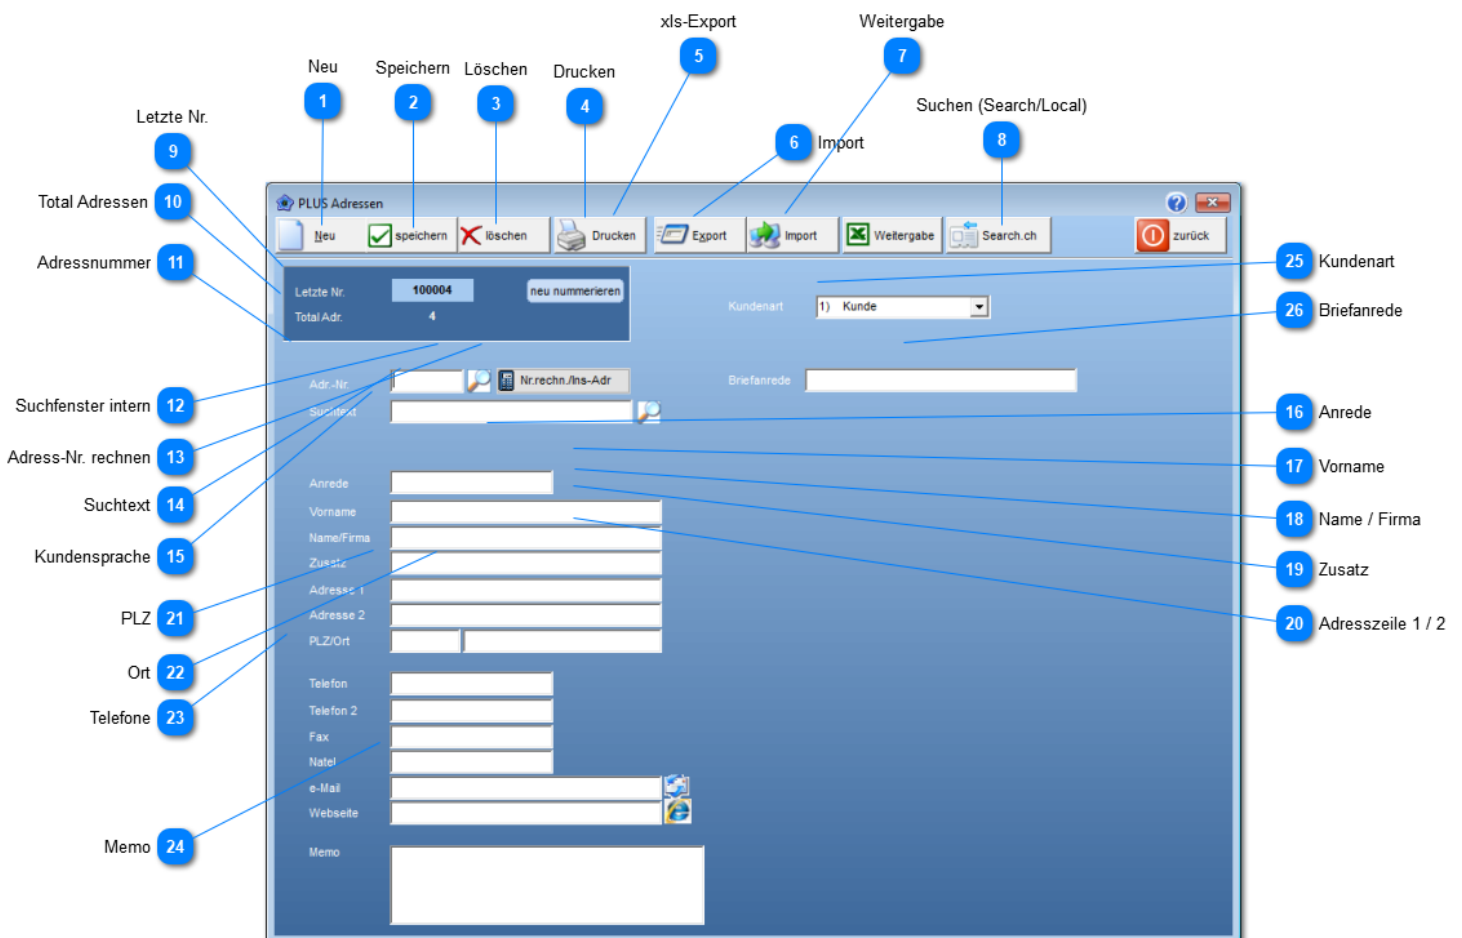 xls-Export
Weitergabe
5
7
Neu
Speichern
Löschen
Drucken
1
2
3
4
Suchen (Search/Local)
Letzte Nr.
6
Import
8
9
Total Adressen
10
PLUS Adressen
?
Neu
speichern
löschen
Drucken
Export
Import
Weitergabe
Search.ch
zurück
Adressnummer
11
25
Kundenart
Letzte Nr.
100004
neu nummerieren
Total Adr.
4
Kundenart
1) Kunde
26
Briefanrede
Adr.-Nr.
Nr.rechn./Ins-Adr
Briefanrede
Suchfenster intern
12
Suchtext
16
Anrede
Adress-Nr. rechnen
13
17
Vorname
Anrede
Suchtext
14
Vorname
18
Name / Firma
Name/Firma
Kundensprache
15
Zusatz
19
Zusatz
Adresse 1
PLZ
21
Adresse 2
20
Adresszeile 1 / 2
PLZ/Ort
Ort
22
Telefon
Telefone
23
Telefon 2
Fax
Natel
e-Mail
Webseite
Memo
24
Memo